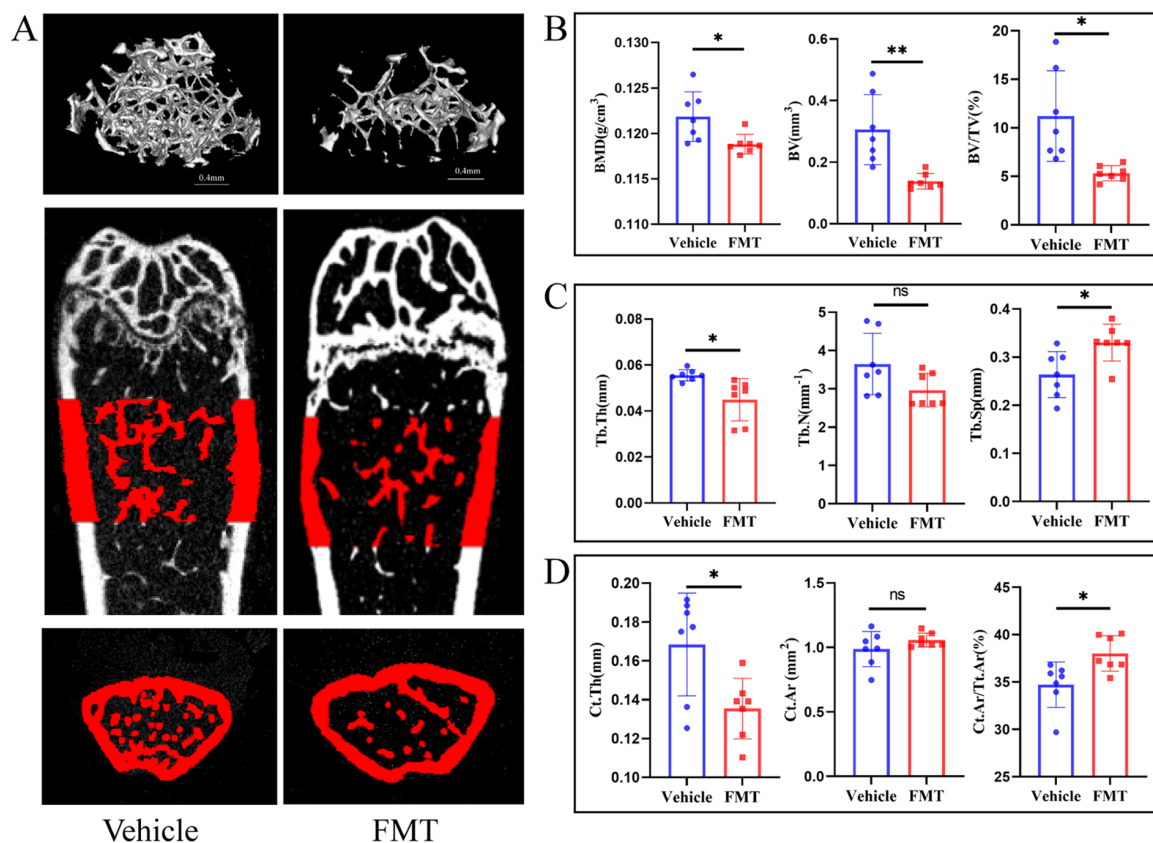 A
0.4mm
0.4mm
Vehicle
FMT
B
BMD(g/cm³)
0.130
0.125
0.120
0.115
0.110
*
Vehicle
FMT
BV(mm³)
0.6
0.4
0.2
0.0
**
Vehicle
FMT
BV/TV(%)
20
15
10
5
0
*
Vehicle
FMT
C
Tb.Th(mm)
0.08
0.06
0.04
0.02
0.00
*
Vehicle
FMT
Tb.N(mm⁻¹)
5
4
3
2
1
0
ns
Vehicle
FMT
Tb.Sp(mm)
0.4
0.3
0.2
0.1
0.0
*
Vehicle
FMT
D
Ct.Th(mm)
0.20
0.18
0.16
0.14
0.12
0.10
*
Vehicle
FMT
Ct.Ar (mm²)
1.5
1.0
0.5
0.0
ns
Vehicle
FMT
Ct.Ar/Tt.Ar(%)
45
40
35
30
25
*
Vehicle
FMT